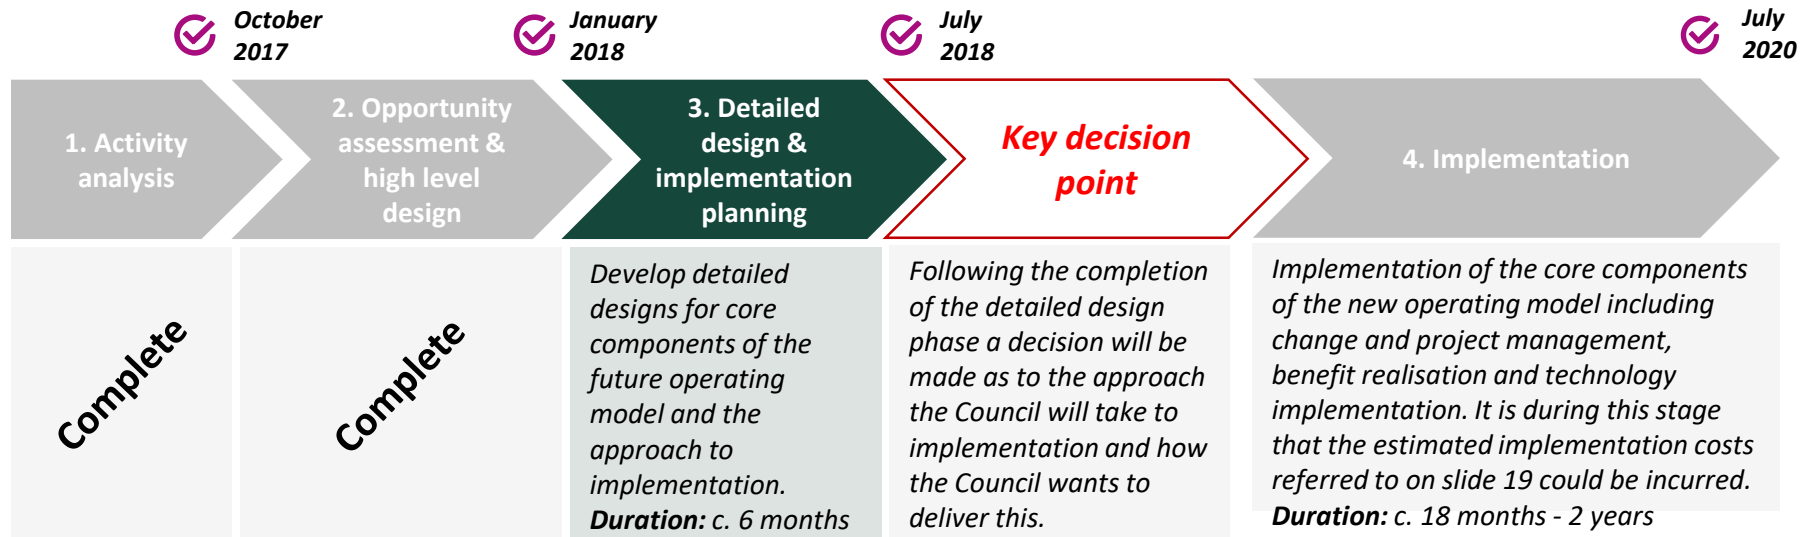 October
2017
January
2018
July
2018
July
2020
1. Activity
analysis
2. Opportunity
assessment &
high level
design
3. Detailed
design &
implementation
planning
Key decision
point
4. Implementation
Complete
Complete
Develop detailed
designs for core
components of the
future operating
model and the
approach to
implementation.
Duration: c. 6 months
Following the completion
of the detailed design
phase a decision will be
made as to the approach
the Council will take to
implementation and how
the Council wants to
deliver this.
Implementation of the core components
of the new operating model including
change and project management,
benefit realisation and technology
implementation. It is during this stage
that the estimated implementation costs
referred to on slide 19 could be incurred.
Duration: c. 18 months - 2 years